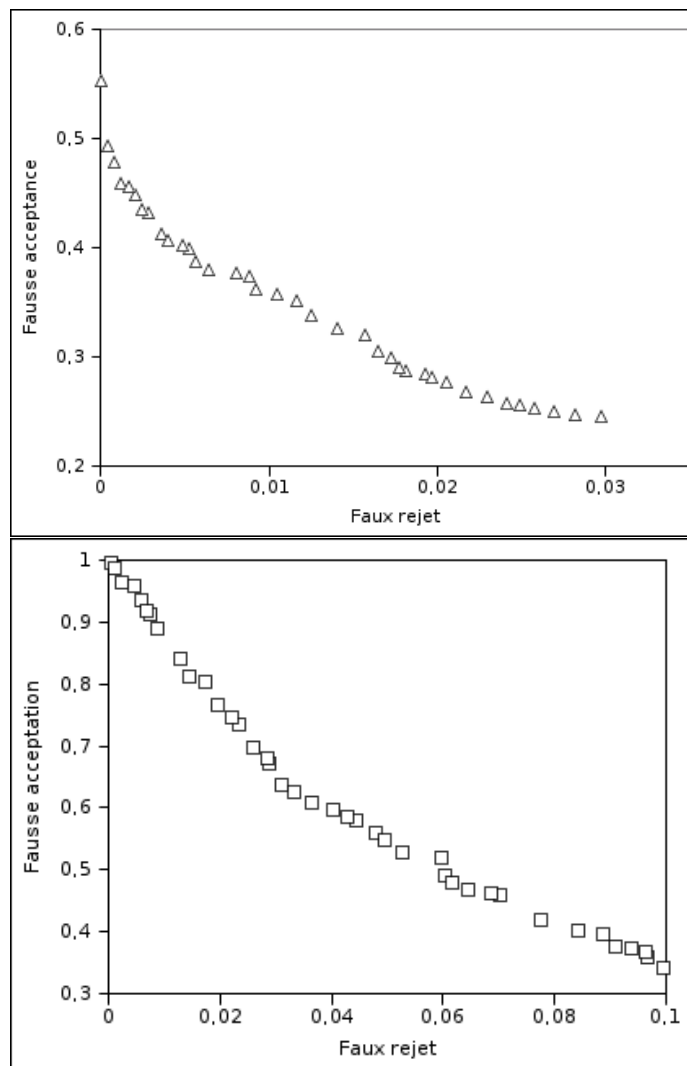 0,6
0,5
0,4
0,3
0,2
Fausse acceptance
0 0,01 0,02 0,03
Faux rejet
1
0,9
0,8
0,7
0,6
0,5
0,4
0,3
Fausse acceptation
0 0,02 0,04 0,06 0,08 0,1
Faux rejet